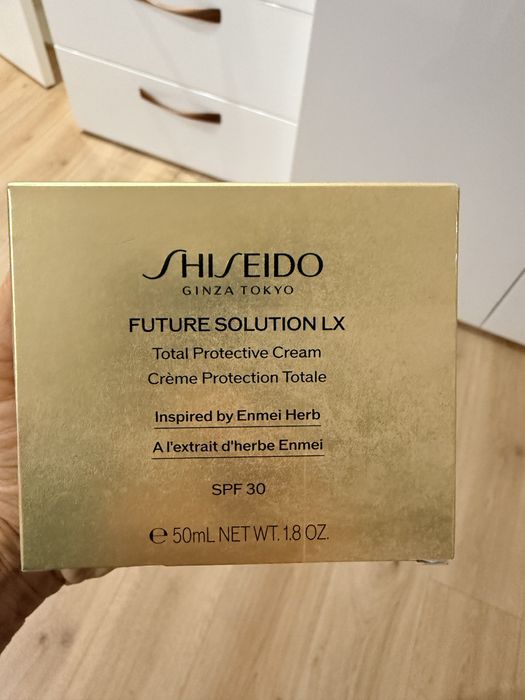 SHISEIDO
GINZA TOKYO
FUTURE SOLUTION LX
Total Protective Cream
Crème Protection Totale
Inspired by Enmei Herb
A l'extrait d'herbe Enmei
SPF 30
℮ 50mL NET WT. 1.8 OZ.